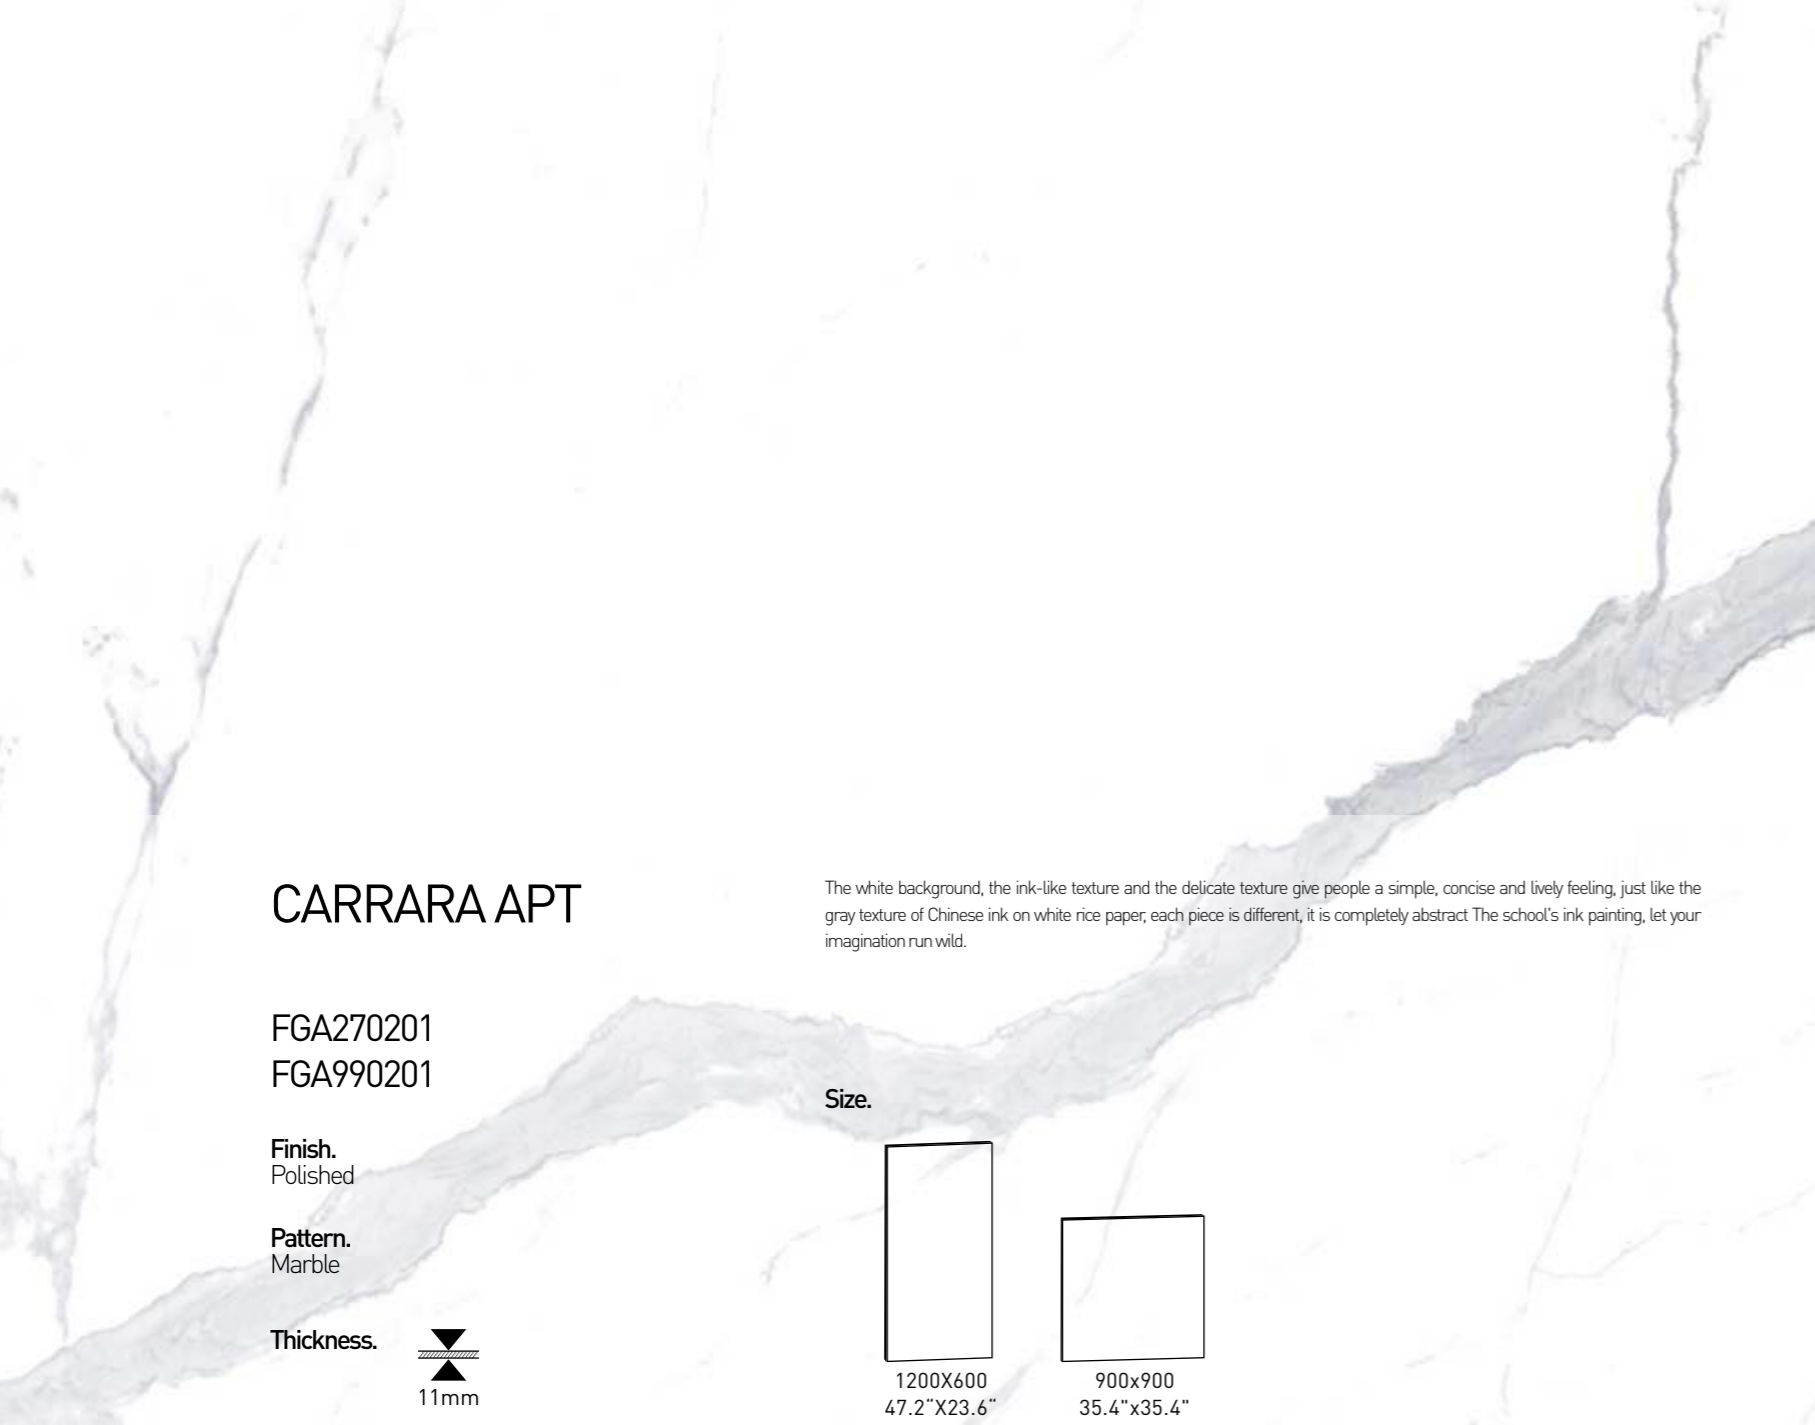 CARRARA APT
The white background, the ink-like texture and the delicate texture give people a simple, concise and lively feeling, just like the
gray texture of Chinese ink on white rice paper, each piece is different, it is completely abstract The school's ink painting, let your
imagination run wild.
FGA270201
FGA990201
Finish.
Polished
Pattern.
Marble
Thickness.
11mm
Size.
1200X600
47.2"X23.6"
900x900
35.4"x35.4"